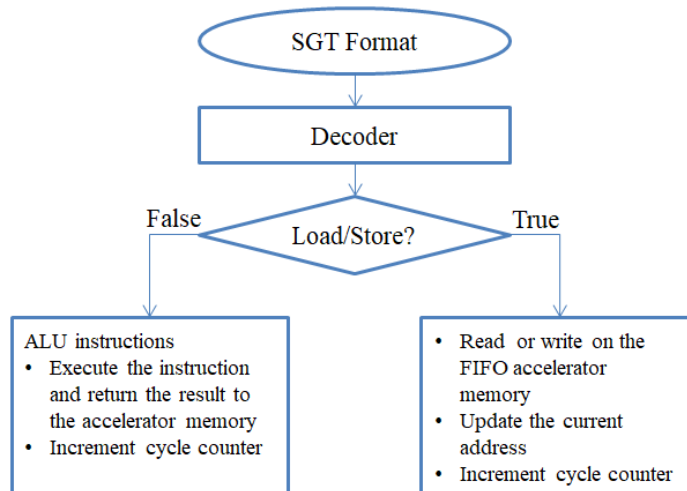 SGT Format
Decoder
False
True
Load/Store?
ALU instructions
• Execute the instruction
and return the result to
the accelerator memory
• Increment cycle counter
• Read or write on the
FIFO accelerator
memory
• Update the current
address
• Increment cycle counter